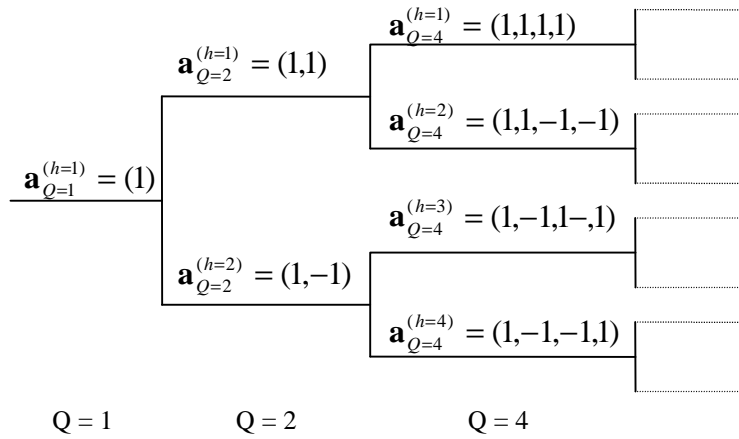 a_{Q=4}^{(h=1)} = (1,1,1,1)
a_{Q=2}^{(h=1)} = (1,1)
a_{Q=4}^{(h=2)} = (1,1,−1,−1)
a_{Q=1}^{(h=1)} = (1)
a_{Q=4}^{(h=3)} = (1,−1,1−,1)
a_{Q=2}^{(h=2)} = (1,−1)
a_{Q=4}^{(h=4)} = (1,−1,−1,1)
Q = 1 Q = 2 Q = 4